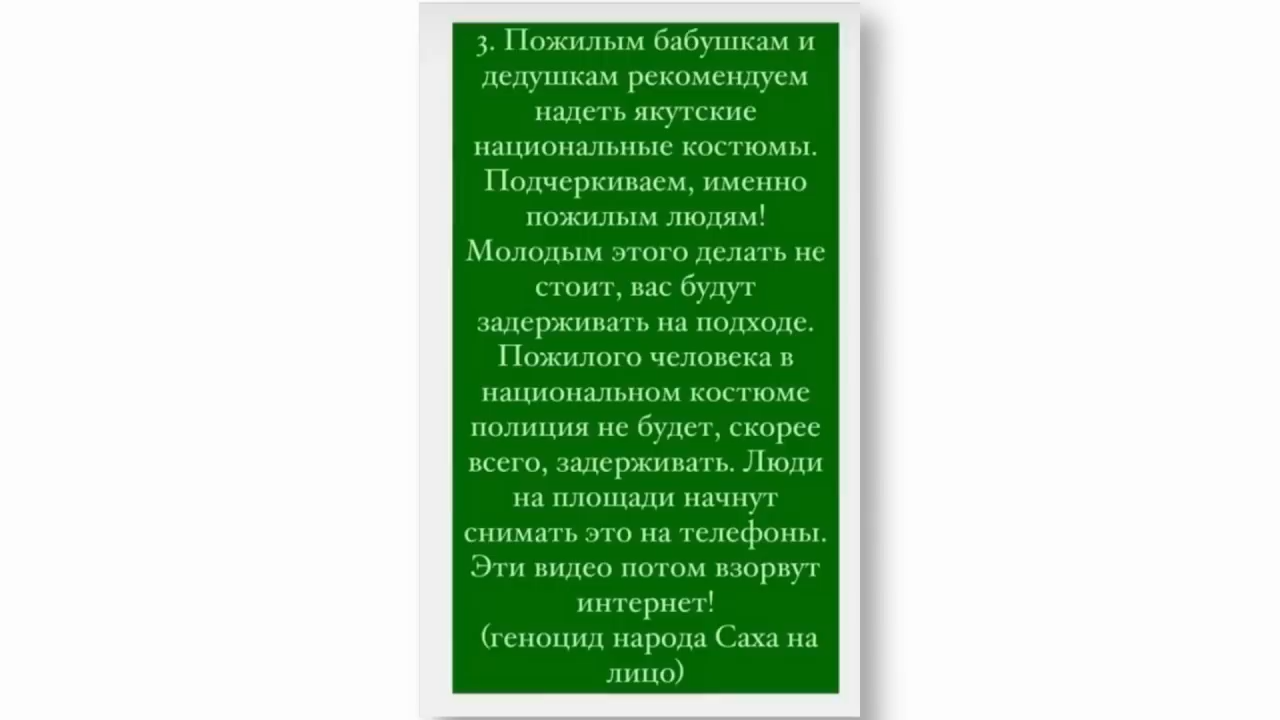 3. Пожилым бабушкам и
дедушкам рекомендуем
надеть якутские
национальные костюмы.
Подчеркиваем, именно
пожилым людям!
Молодым этого делать не
стоит, вас будут
задерживать на подходе.
Пожилого человека в
национальном костюме
полиция не будет, скорее
всего, задерживать. Люди
на площади начнут
снимать это на телефоны.
Эти видео потом взорвут
интернет!
(геноцид народа Саха на
лицо)